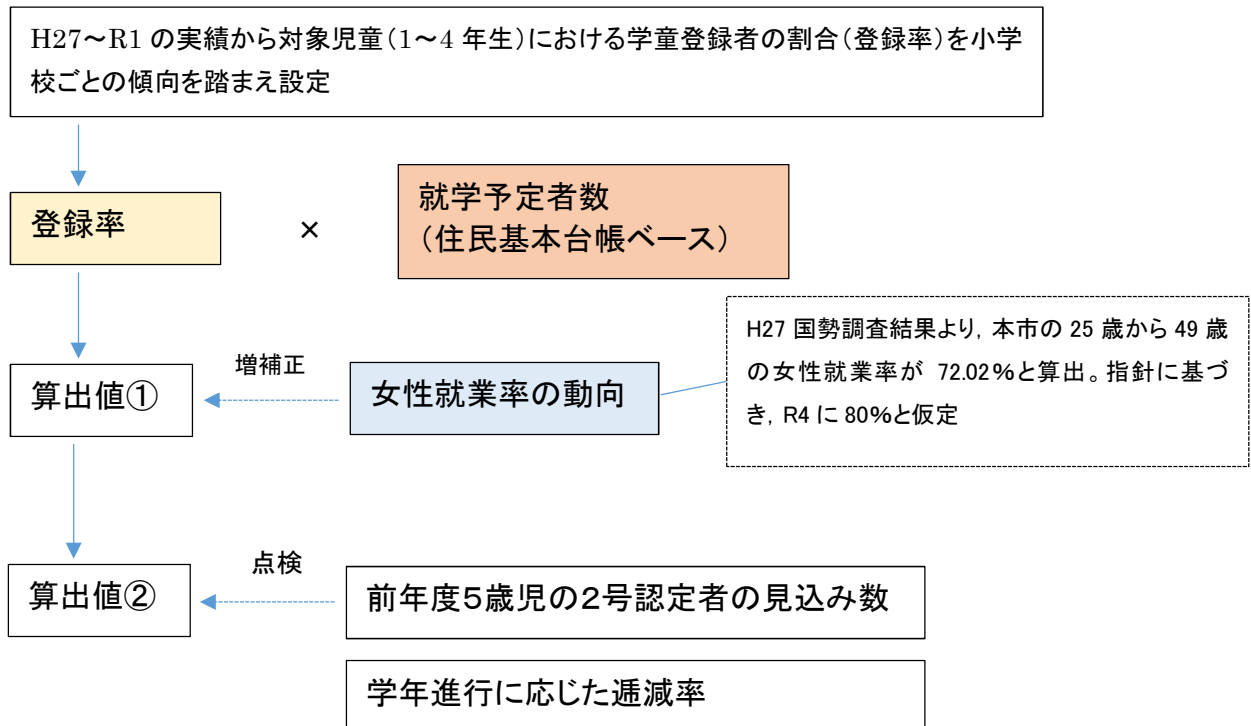 H27～R1 の実績から対象児童（1～4 年生）における学童登録者の割合（登録率）を小学
校ごとの傾向を踏まえ設定
登録率
×
就学予定者数
（住民基本台帳ベース）
H27 国勢調査結果より，本市の 25 歳から 49 歳
の女性就業率が 72.02％と算出。指針に基づ
き，R4 に 80％と仮定
増補正
算出値①
女性就業率の動向
点検
算出値②
前年度５歳児の２号認定者の見込み数
学年進行に応じた逓減率